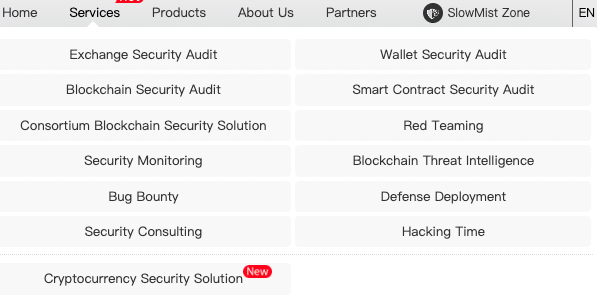 Home Services Products About Us Partners SlowMist Zone EN
Exchange Security Audit Wallet Security Audit
Blockchain Security Audit Smart Contract Security Audit
Consortium Blockchain Security Solution Red Teaming
Security Monitoring Blockchain Threat Intelligence
Bug Bounty Defense Deployment
Security Consulting Hacking Time
Cryptocurrency Security Solution New